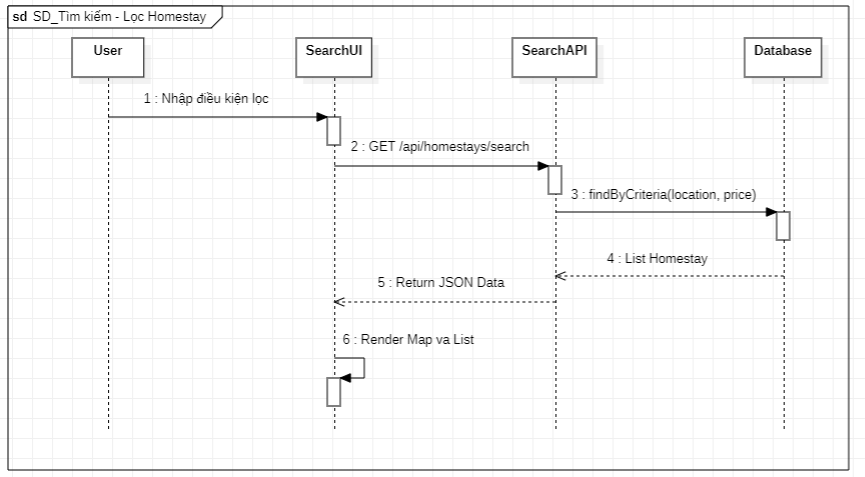 sd SD_Tìm kiếm - Lọc Homestay
User
SearchUI
SearchAPI
Database
1 : Nhập điều kiện lọc
2 : GET /api/homestays/search
3 : findByCriteria(location, price)
4 : List Homestay
5 : Return JSON Data
6 : Render Map va List